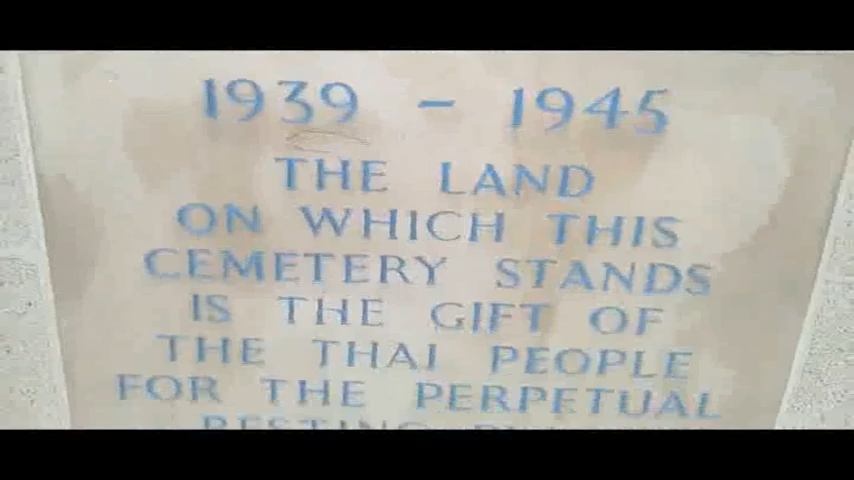 1939 - 1945
THE LAND
ON WHICH THIS
CEMETERY STANDS
IS THE GIFT OF
THE THAI PEOPLE
FOR THE PERPETUAL
RESTING